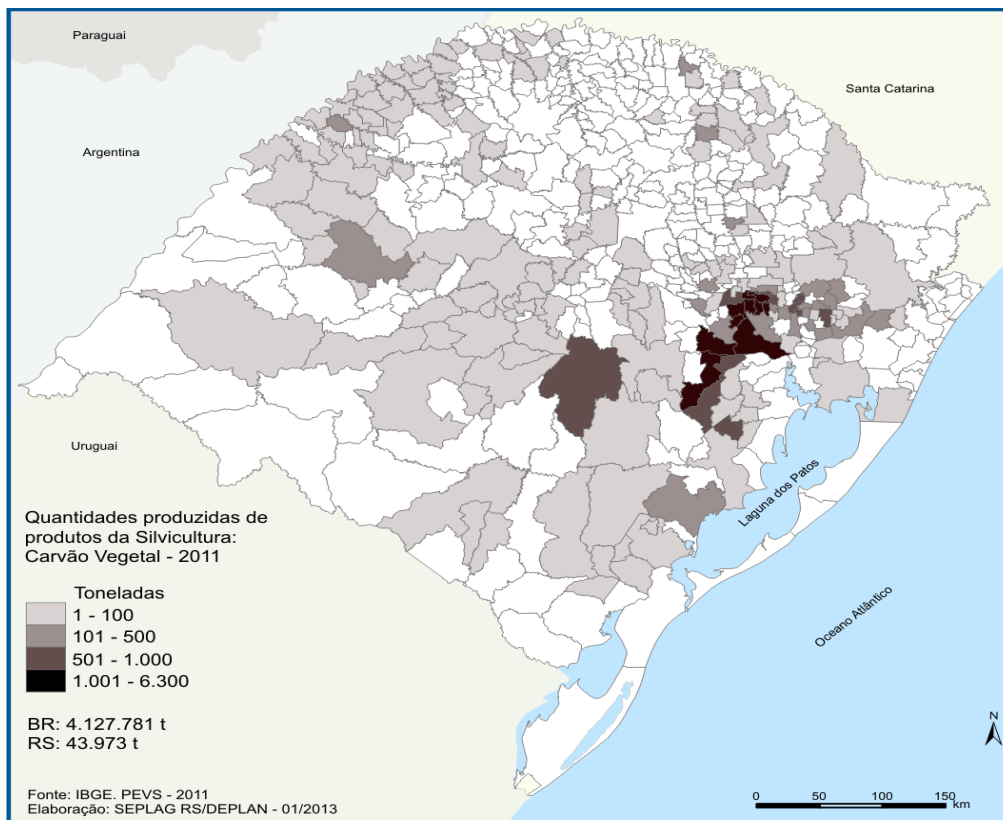 Paraguai
Santa Catarina
Argentina
Uruguai
Laguna dos Patos
Oceano Atlântico
Quantidades produzidas de
produtos da Silvicultura:
Carvão Vegetal - 2011
Toneladas
1 - 100
101 - 500
501 - 1.000
1.001 - 6.300
BR: 4.127.781 t
RS: 43.973 t
Fonte: IBGE. PEVS - 2011
Elaboração: SEPLAG RS/DEPLAN - 01/2013
N
0 50 100 150
km